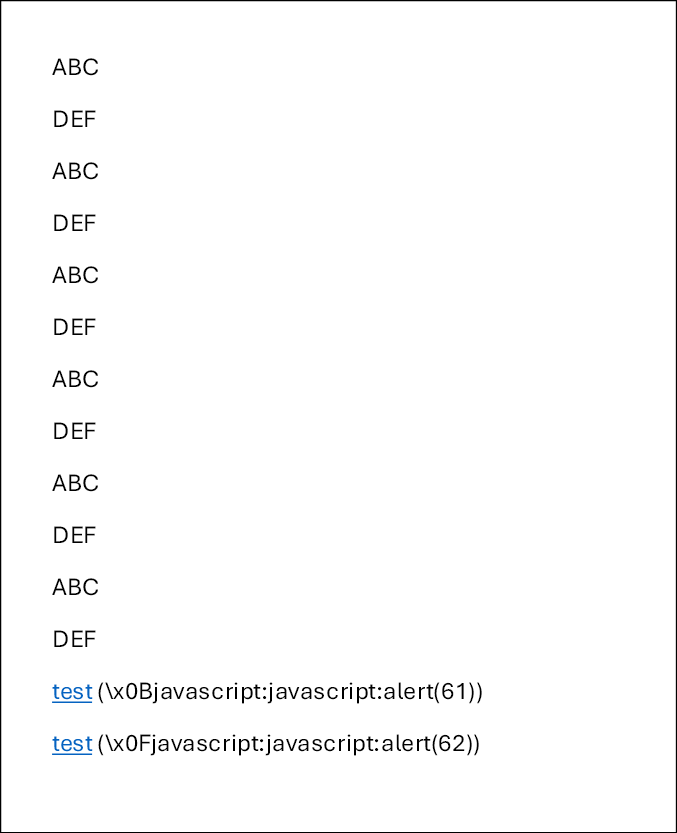 ABC
DEF
ABC
DEF
ABC
DEF
ABC
DEF
ABC
DEF
ABC
DEF
test (\x0Bjavascript:javascript:alert(61))
test (\x0Fjavascript:javascript:alert(62))